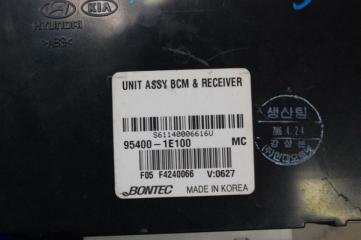 HYUNDAI
KIA
>ABS<
UNIT ASSY BCM & RECEIVER
S61140006616U
95400-1E100 MC
F05 F4240066 V:0627
BONTEC MADE IN KOREA
생산팀